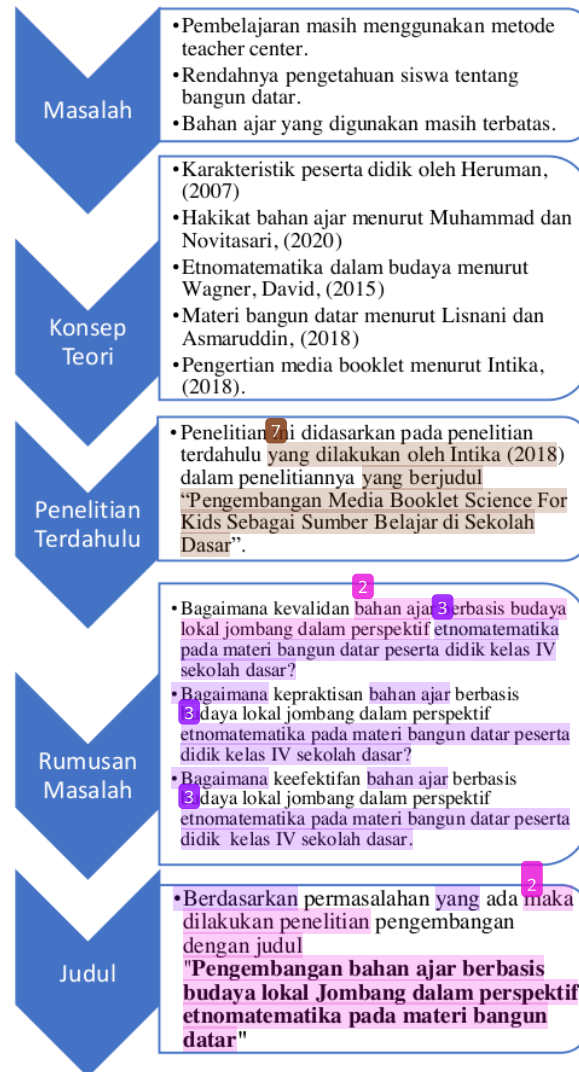 Masalah
•Pembelajaran masih menggunakan metode
teacher center.
•Rendahnya pengetahuan siswa tentang
bangun datar.
•Bahan ajar yang digunakan masih terbatas.
Konsep
Teori
•Karakteristik peserta didik oleh Heruman,
(2007)
•Hakikat bahan ajar menurut Muhammad dan
Novitasari, (2020)
•Etnomatematika dalam budaya menurut
Wagner, David, (2015)
•Materi bangun datar menurut Lisnani dan
Asmaruddin, (2018)
•Pengertian media booklet menurut Intika,
(2018).
Penelitian
Terdahulu
7
•Penelitian ini didasarkan pada penelitian
terdahulu yang dilakukan oleh Intika (2018)
dalam penelitiannya yang berjudul
“Pengembangan Media Booklet Science For
Kids Sebagai Sumber Belajar di Sekolah
Dasar”.
Rumusan
Masalah
2
3
•Bagaimana kevalidan bahan ajar berbasis budaya
lokal jombang dalam perspektif etnomatematika
pada materi bangun datar peserta didik kelas IV
sekolah dasar?
•Bagaimana kepraktisan bahan ajar berbasis
3
budaya lokal jombang dalam perspektif
etnomatematika pada materi bangun datar peserta
didik kelas IV sekolah dasar?
•Bagaimana keefektifan bahan ajar berbasis
3
budaya lokal jombang dalam perspektif
etnomatematika pada materi bangun datar peserta
didik kelas IV sekolah dasar.
Judul
2
•Berdasarkan permasalahan yang ada maka
dilakukan penelitian pengembangan
dengan judul
"Pengembangan bahan ajar berbasis
budaya lokal Jombang dalam perspektif
etnomatematika pada materi bangun
datar"